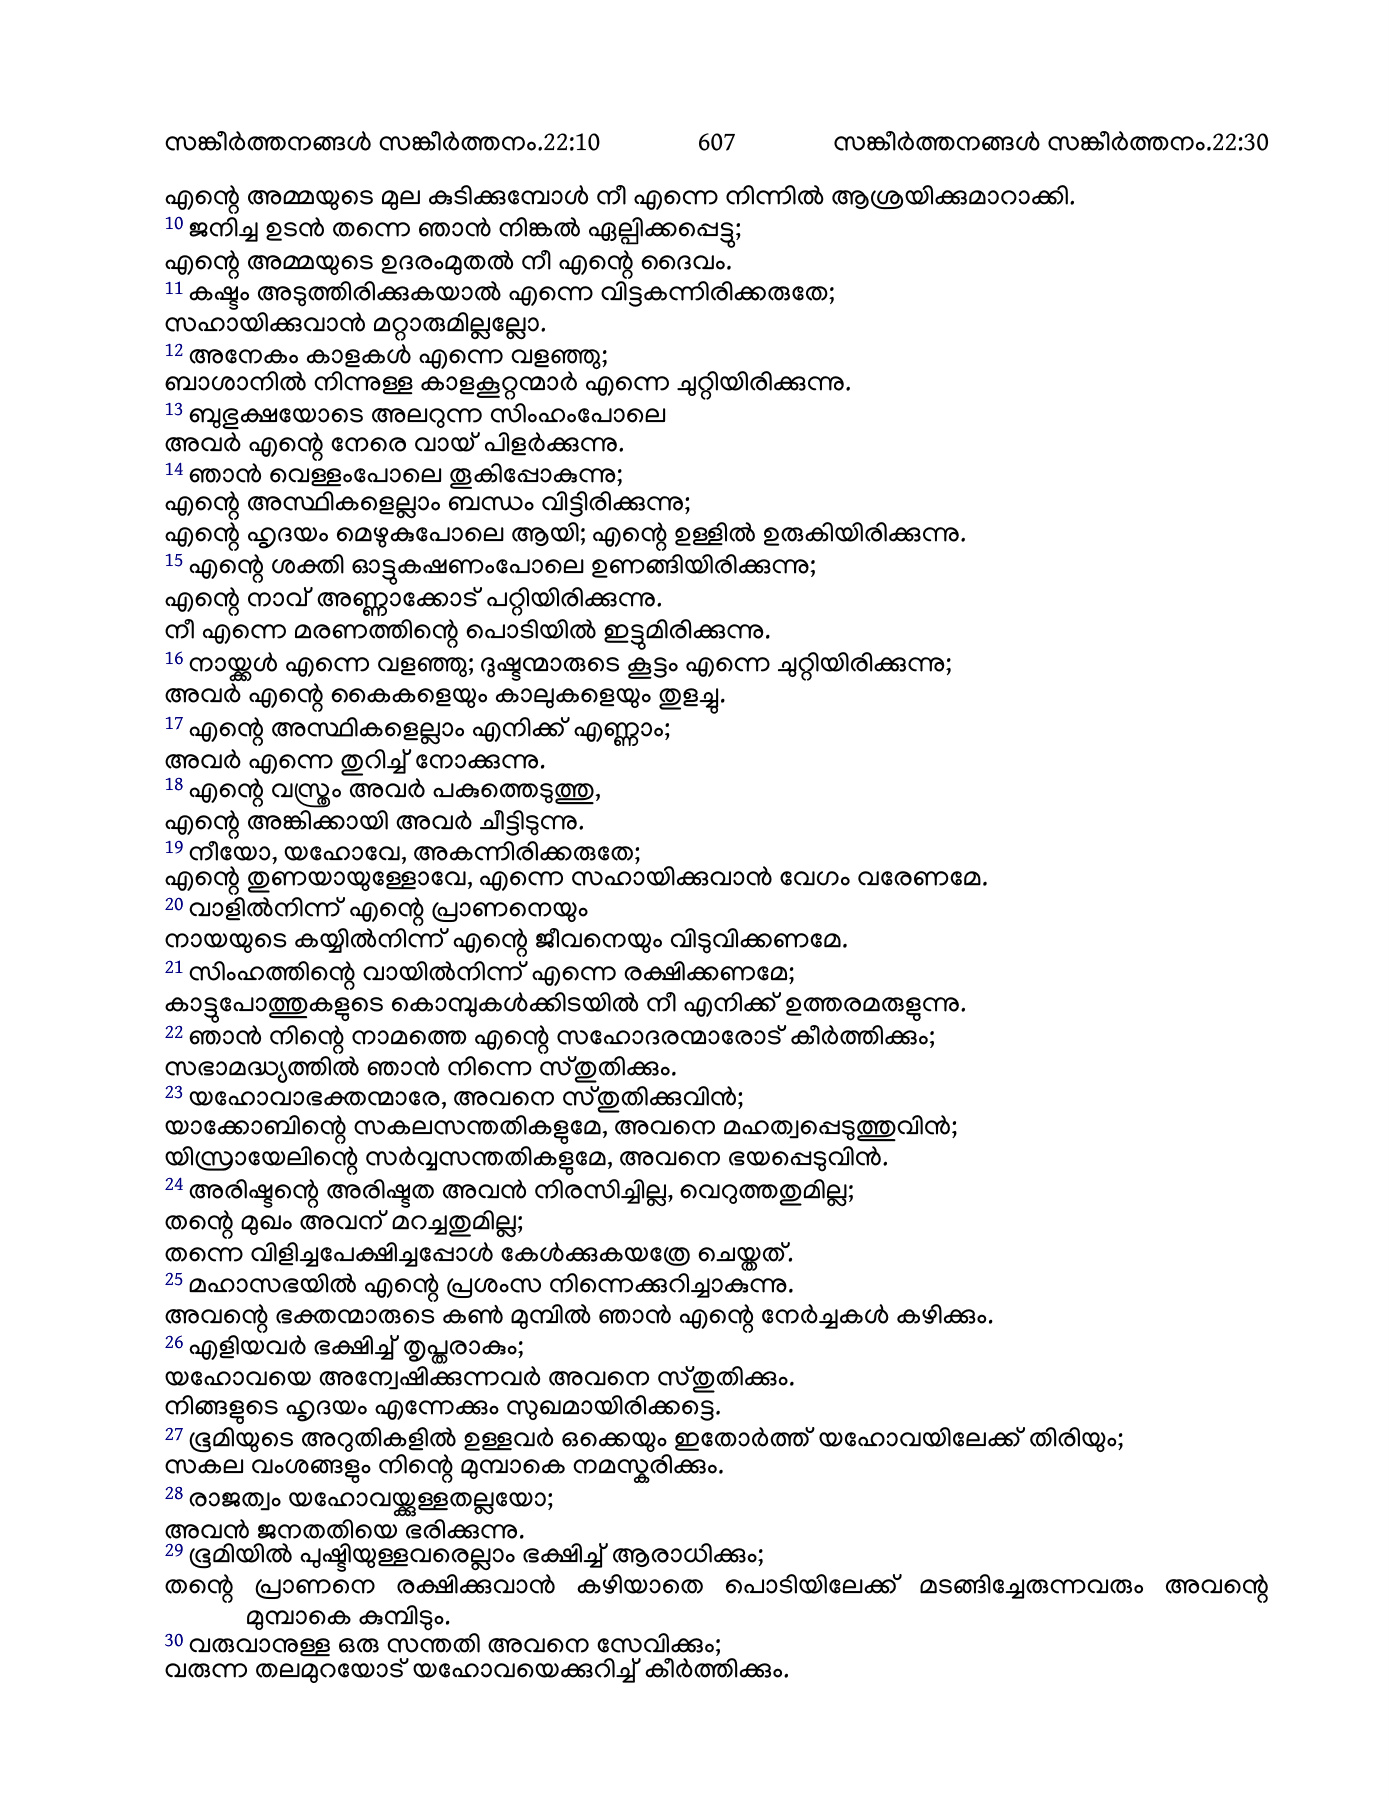 സങ്കീർത്തനങ്ങൾ സങ്കീർത്തനം.22:10 607 സങ്കീർത്തനങ്ങൾ സങ്കീർത്തനം.22:30
എന്റെ അമ്മയുടെ മുല കുടിക്കുമ്പോൾ നീ എന്നെ നിന്നിൽ ആശ്രയിക്കുമാറാക്കി.
10 ജനിച്ച ഉടൻ തന്നെ ഞാൻ നിങ്കൽ ഏല്പിക്കപ്പെട്ടു;
എന്റെ അമ്മയുടെ ഉദരംമുതൽ നീ എന്റെ ദൈവം.
11 കഷ്ടം അടുത്തിരിക്കുകയാൽ എന്നെ വിട്ടകന്നിരിക്കരുതേ;
സഹായിക്കുവാൻ മറ്റാരുമില്ലല്ലോ.
12 അനേകം കാളകൾ എന്നെ വളഞ്ഞു;
ബാശാനിൽ നിന്നുള്ള കാളകൂറ്റന്മാർ എന്നെ ചുറ്റിയിരിക്കുന്നു.
13 ബുഭുക്ഷയോടെ അലറുന്ന സിംഹംപോലെ
അവർ എന്റെ നേരെ വായ് പിളർക്കുന്നു.
14 ഞാൻ വെള്ളംപോലെ തൂകിപ്പോകുന്നു;
എന്റെ അസ്ഥികളെല്ലാം ബന്ധം വിട്ടിരിക്കുന്നു;
എന്റെ ഹൃദയം മെഴുകുപോലെ ആയി; എന്റെ ഉള്ളിൽ ഉരുകിയിരിക്കുന്നു.
15 എന്റെ ശക്തി ഓട്ടുകഷണംപോലെ ഉണങ്ങിയിരിക്കുന്നു;
എന്റെ നാവ് അണ്ണാക്കോട് പറ്റിയിരിക്കുന്നു.
നീ എന്നെ മരണത്തിന്റെ പൊടിയിൽ ഇട്ടുമിരിക്കുന്നു.
16 നായ്ക്കൾ എന്നെ വളഞ്ഞു; ദുഷ്ടന്മാരുടെ കൂട്ടം എന്നെ ചുറ്റിയിരിക്കുന്നു;
അവർ എന്റെ കൈകളെയും കാലുകളെയും തുളച്ചു.
17 എന്റെ അസ്ഥികളെല്ലാം എനിക്ക് എണ്ണാം;
അവർ എന്നെ തുറിച്ച് നോക്കുന്നു.
18 എന്റെ വസ്ത്രം അവർ പകുത്തെടുത്തു,
എന്റെ അങ്കിക്കായി അവർ ചീട്ടിടുന്നു.
19 നീയോ, യഹോവേ, അകന്നിരിക്കരുതേ;
എന്റെ തുണയായുള്ളോവേ, എന്നെ സഹായിക്കുവാൻ വേഗം വരേണമേ.
20 വാളിൽനിന്ന് എന്റെ പ്രാണനെയും
നായയുടെ കയ്യിൽനിന്ന് എന്റെ ജീവനെയും വിടുവിക്കണമേ.
21 സിംഹത്തിന്റെ വായിൽനിന്ന് എന്നെ രക്ഷിക്കണമേ;
കാട്ടുപോത്തുകളുടെ കൊമ്പുകൾക്കിടയിൽ നീ എനിക്ക് ഉത്തരമരുളുന്നു.
22 ഞാൻ നിന്റെ നാമത്തെ എന്റെ സഹോദരന്മാരോട് കീർത്തിക്കും;
സഭാമദ്ധ്യത്തിൽ ഞാൻ നിന്നെ സ്തുതിക്കും.
23 യഹോവാഭക്തന്മാരേ, അവനെ സ്തുതിക്കുവിൻ;
യാക്കോബിന്റെ സകലസന്തതികളുമേ, അവനെ മഹത്വപ്പെടുത്തുവിൻ;
യിസ്രായേലിന്റെ സർവ്വസന്തതികളുമേ, അവനെ ഭയപ്പെടുവിൻ.
24 അരിഷ്ടന്റെ അരിഷ്ടത അവൻ നിരസിച്ചില്ല, വെറുത്തതുമില്ല;
തന്റെ മുഖം അവന് മറച്ചതുമില്ല;
തന്നെ വിളിച്ചപേക്ഷിച്ചപ്പോൾ കേൾക്കുകയത്രേ ചെയ്തത്.
25 മഹാസഭയിൽ എന്റെ പ്രശംസ നിന്നെക്കുറിച്ചാകുന്നു.
അവന്റെ ഭക്തന്മാരുടെ കൺ മുമ്പിൽ ഞാൻ എന്റെ നേർച്ചകൾ കഴിക്കും.
26 എളിയവർ ഭക്ഷിച്ച് തൃപ്തരാകും;
യഹോവയെ അന്വേഷിക്കുന്നവർ അവനെ സ്തുതിക്കും.
നിങ്ങളുടെ ഹൃദയം എന്നേക്കും സുഖമായിരിക്കട്ടെ.
27 ഭൂമിയുടെ അറുതികളിൽ ഉള്ളവർ ഒക്കെയും ഇതോർത്ത് യഹോവയിലേക്ക് തിരിയും;
സകല വംശങ്ങളും നിന്റെ മുമ്പാകെ നമസ്കരിക്കും.
28 രാജത്വം യഹോവയ്ക്കുള്ളതല്ലയോ;
അവൻ ജനതതിയെ ഭരിക്കുന്നു.
29 ഭൂമിയിൽ പുഷ്ടിയുള്ളവരെല്ലാം ഭക്ഷിച്ച് ആരാധിക്കും;
തന്റെ പ്രാണനെ രക്ഷിക്കുവാൻ കഴിയാതെ പൊടിയിലേക്ക് മടങ്ങിച്ചേരുന്നവരും അവന്റെ
മുമ്പാകെ കുമ്പിടും.
30 വരുവാനുള്ള ഒരു സന്തതി അവനെ സേവിക്കും;
വരുന്ന തലമുറയോട് യഹോവയെക്കുറിച്ച് കീർത്തിക്കും.